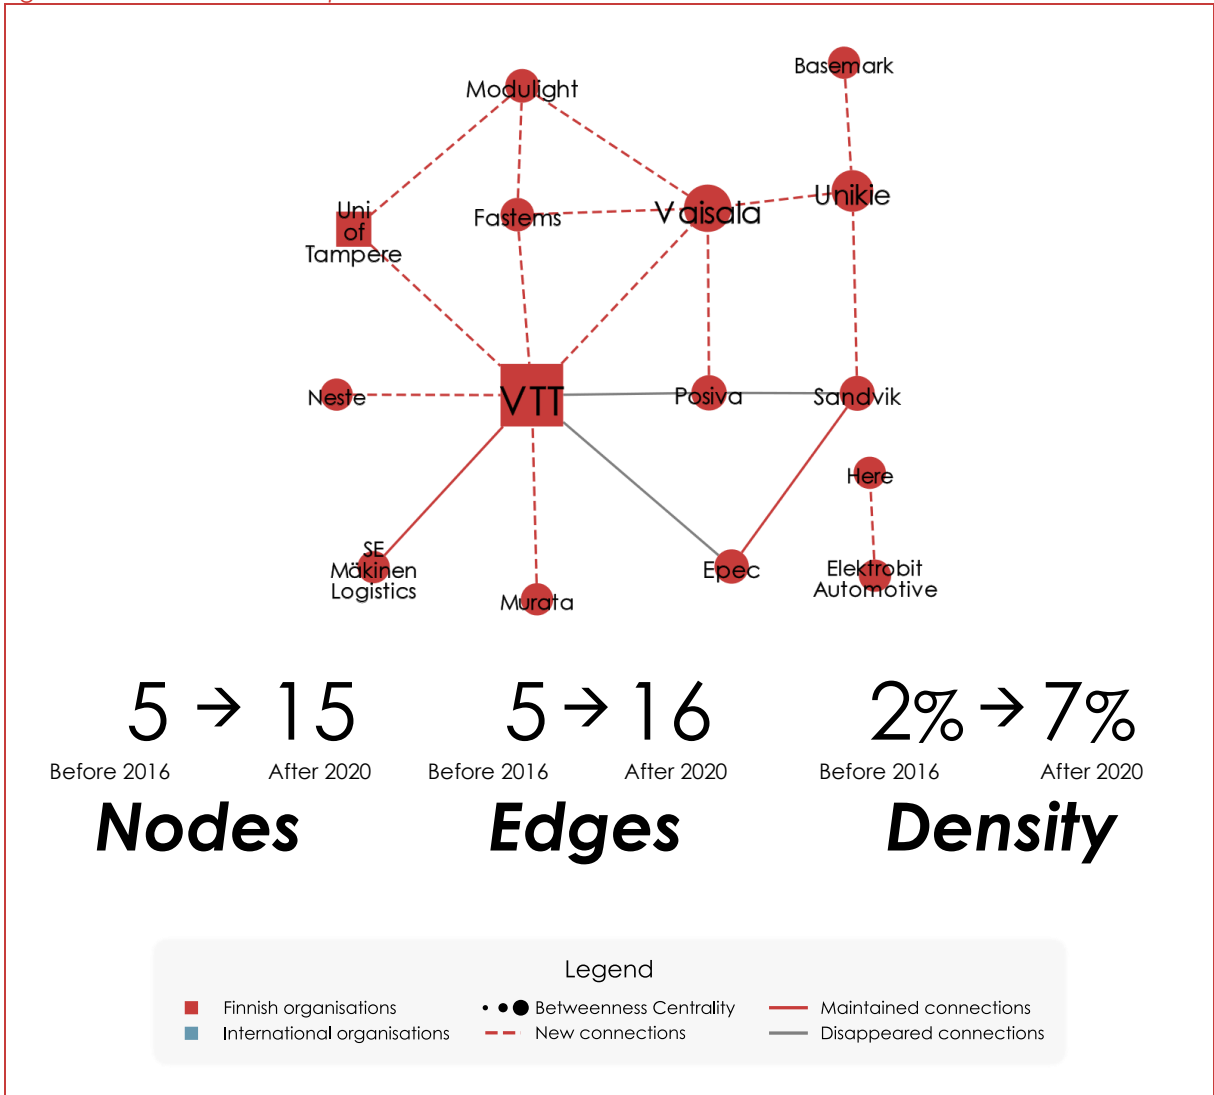 Basemark
Modulight
Unikie
Uni
of
Tampere
Fastems
Vaisala
Neste
VTT
Posiva
Sandvik
Here
SE
Mäkinen
Logistics
Murata
Epec
Elektrobit
Automotive
5 → 15
Before 2016 After 2020
Nodes
5 → 16
Before 2016 After 2020
Edges
2% → 7%
Before 2016 After 2020
Density
Legend
Finnish organisations
International organisations
Betweenness Centrality
New connections
Maintained connections
Disappeared connections